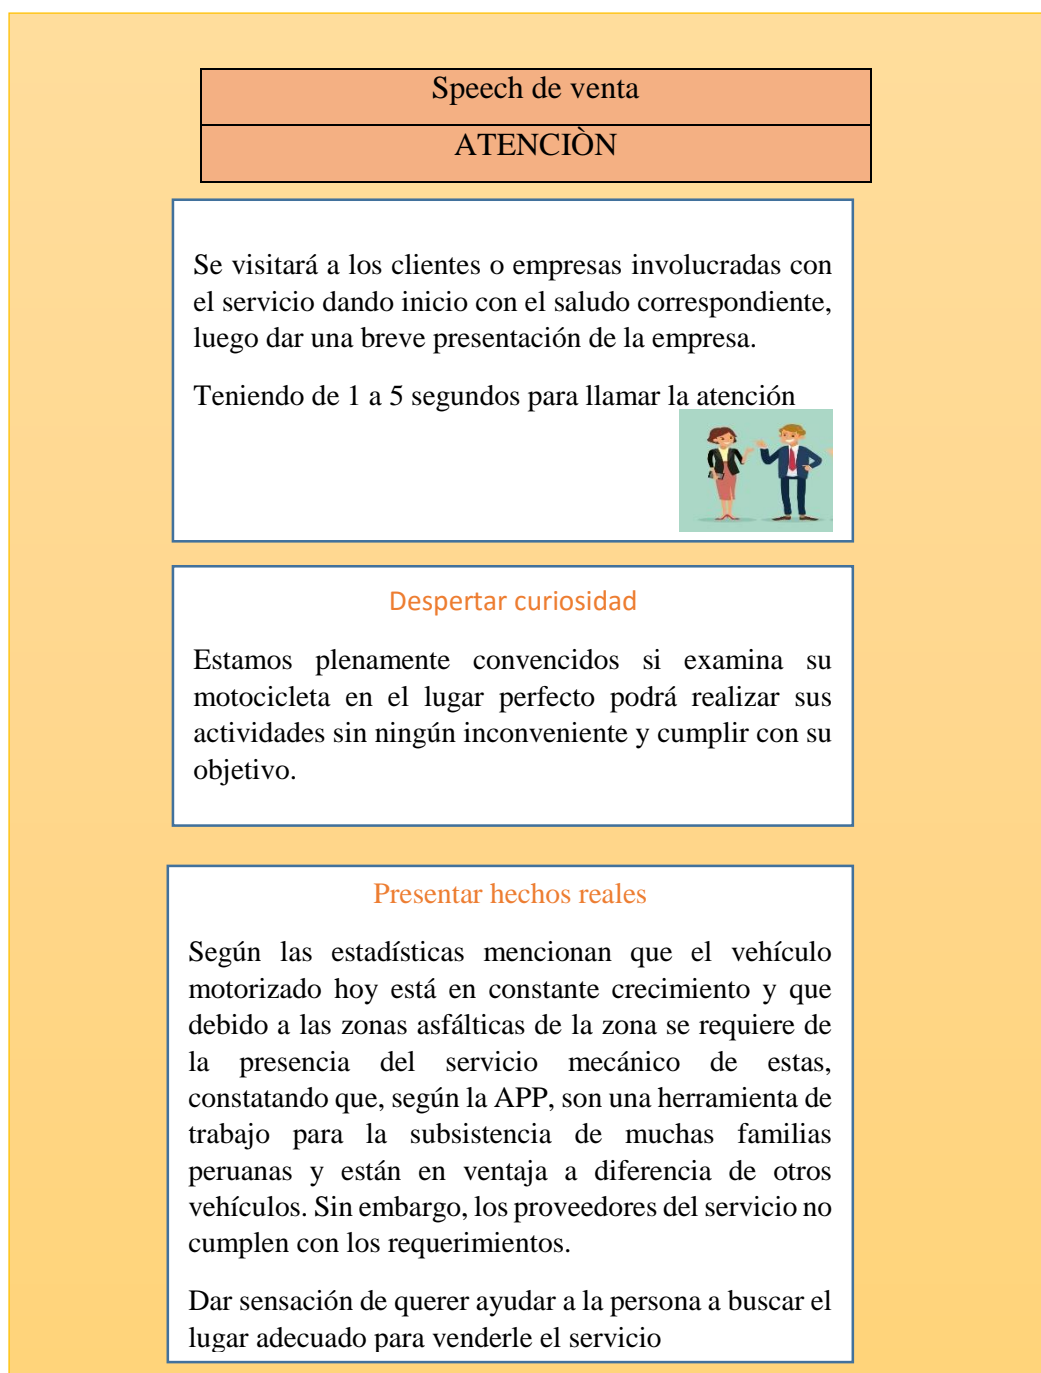 Speech de venta
ATENCIÒN
Se visitará a los clientes o empresas involucradas con
el servicio dando inicio con el saludo correspondiente,
luego dar una breve presentación de la empresa.
Teniendo de 1 a 5 segundos para llamar la atención
Despertar curiosidad
Estamos plenamente convencidos si examina su
motocicleta en el lugar perfecto podrá realizar sus
actividades sin ningún inconveniente y cumplir con su
objetivo.
Presentar hechos reales
Según las estadísticas mencionan que el vehículo
motorizado hoy está en constante crecimiento y que
debido a las zonas asfálticas de la zona se requiere de
la presencia del servicio mecánico de estas,
constatando que, según la APP, son una herramienta de
trabajo para la subsistencia de muchas familias
peruanas y están en ventaja a diferencia de otros
vehículos. Sin embargo, los proveedores del servicio no
cumplen con los requerimientos.
Dar sensación de querer ayudar a la persona a buscar el
lugar adecuado para venderle el servicio